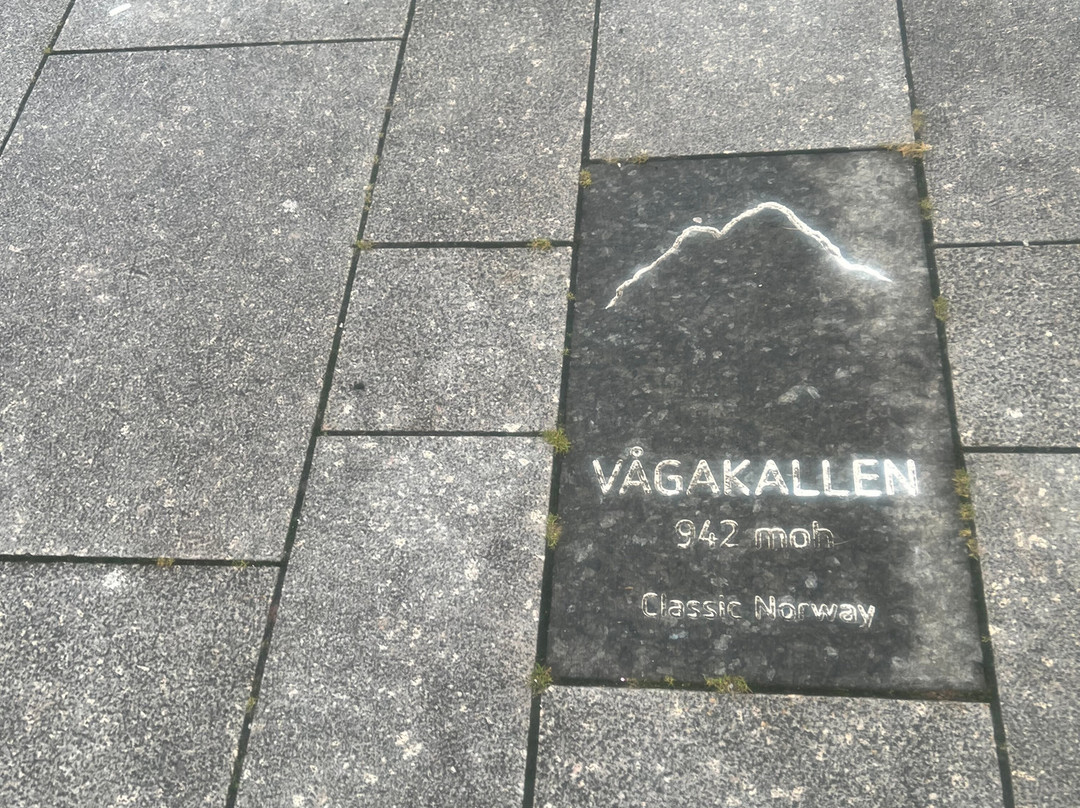 VÅGAKALLEN
942 moh
Classic Norway